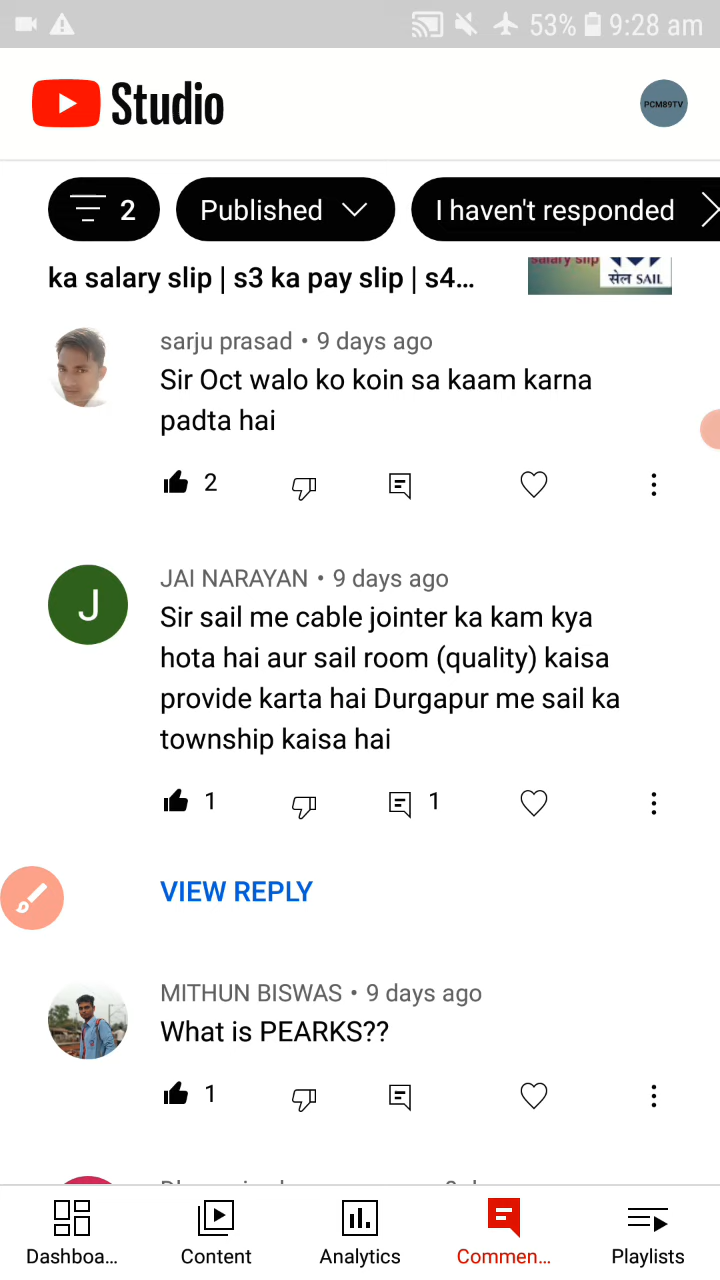 53% 9:28 am
Studio
PCM89TV
2 Published I haven't responded
ka salary slip | s3 ka pay slip | s4...
salary slip
सेल SAIL
sarju prasad • 9 days ago
Sir Oct walo ko koin sa kaam karna
padta hai
2
J
JAI NARAYAN • 9 days ago
Sir sail me cable jointer ka kam kya
hota hai aur sail room (quality) kaisa
provide karta hai Durgapur me sail ka
township kaisa hai
1 1
VIEW REPLY
MITHUN BISWAS • 9 days ago
What is PEARKS??
1
Dashboa... Content Analytics Commen... Playlists